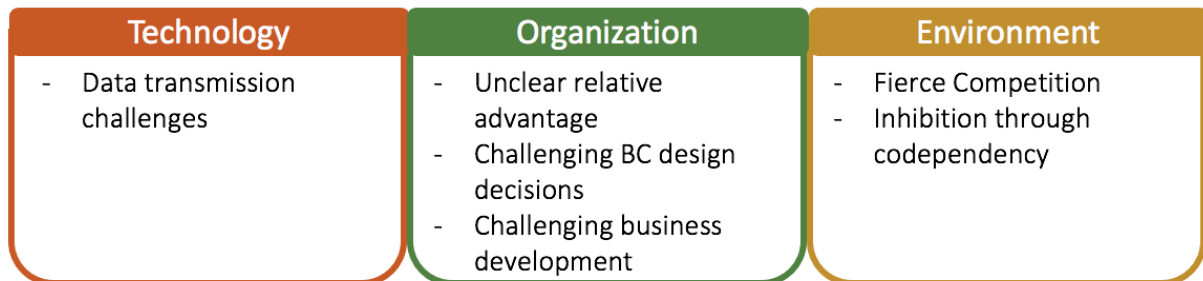 Technology
- Data transmission
challenges
Organization
- Unclear relative
advantage
- Challenging BC design
decisions
- Challenging business
development
Environment
- Fierce Competition
- Inhibition through
codependency